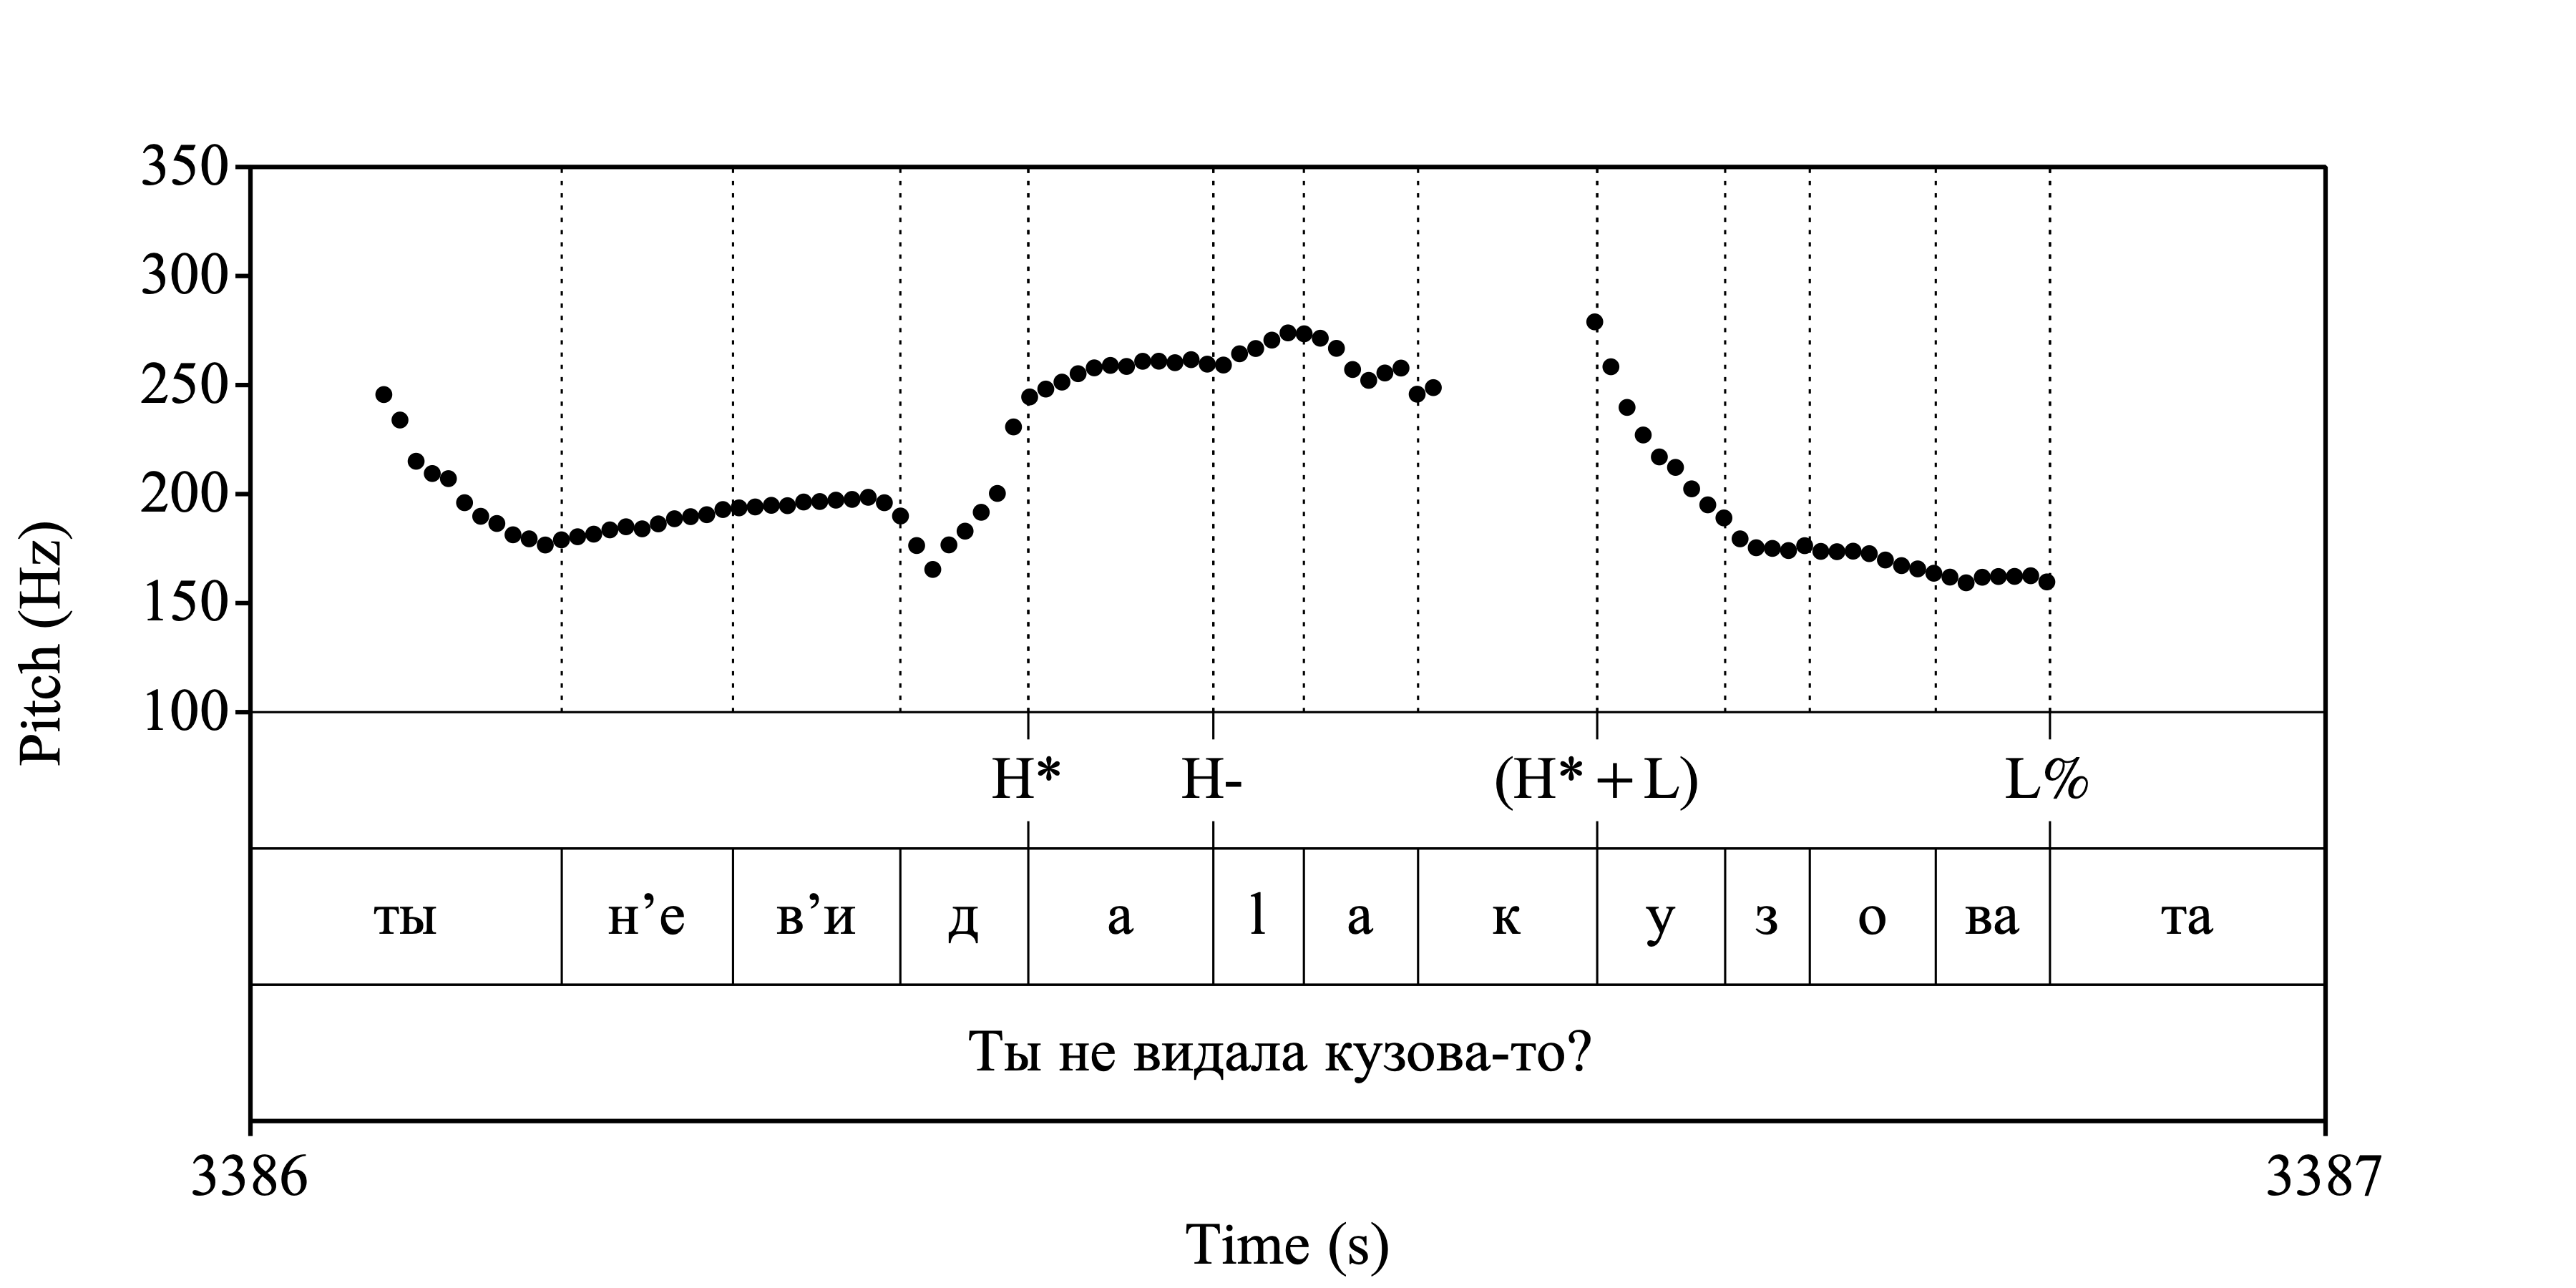 350
300
250
200
150
100
Pitch (Hz)
H* H- (H* + L) L%
ты н’е в’и д а l а к у з о ва та
Ты не видала кузова-то?
3386 3387
Time (s)